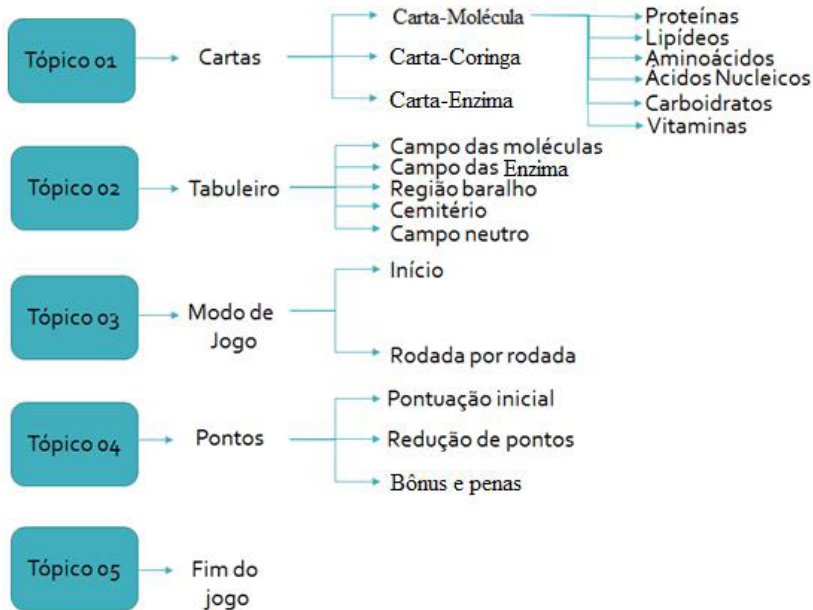 Tópico 01
Cartas
Carta-Molécula
Proteínas
Lipídeos
Aminoácidos
Ácidos Nucleicos
Carboidratos
Vitaminas
Carta-Coringa
Carta-Enzima
Tópico 02
Tabuleiro
Campo das moléculas
Campo das Enzima
Região baralho
Cemitério
Campo neutro
Tópico 03
Modo de
Jogo
Início
Rodada por rodada
Tópico 04
Pontos
Pontuação inicial
Redução de pontos
Bônus e penas
Tópico 05
Fim do
jogo